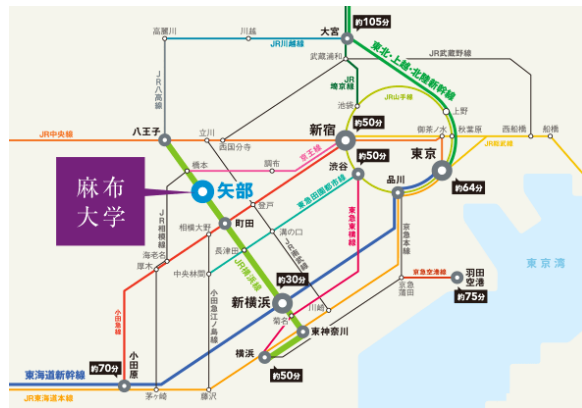 約105分
大宮
高麗川
川越
JR川越線
東北・上越・北陸新幹線
武蔵浦和
JR武蔵野線
JR八高線
JR埼京線
池袋
JR山手線
上野
約50分
新宿
八王子
立川
西国分寺
JR中央線
御茶ノ水
秋葉原
西船橋
船橋
JR総武線
京王線
橋本
調布
約50分
渋谷
東京
約64分
品川
麻布
大学
矢部
登戸
東急田園都市線
町田
相模大野
溝の口
東急東横線
京急本線
JR相模線
海老名
厚木
長津田
中央林間
JR横浜線
約30分
新横浜
京急空港線
京急蒲田
羽田空港
約75分
東京湾
小田急線
小田急江ノ島線
菊名
川崎
東神奈川
横浜
約50分
約70分
小田原
東海道新幹線
JR東海道本線
茅ヶ崎
藤沢